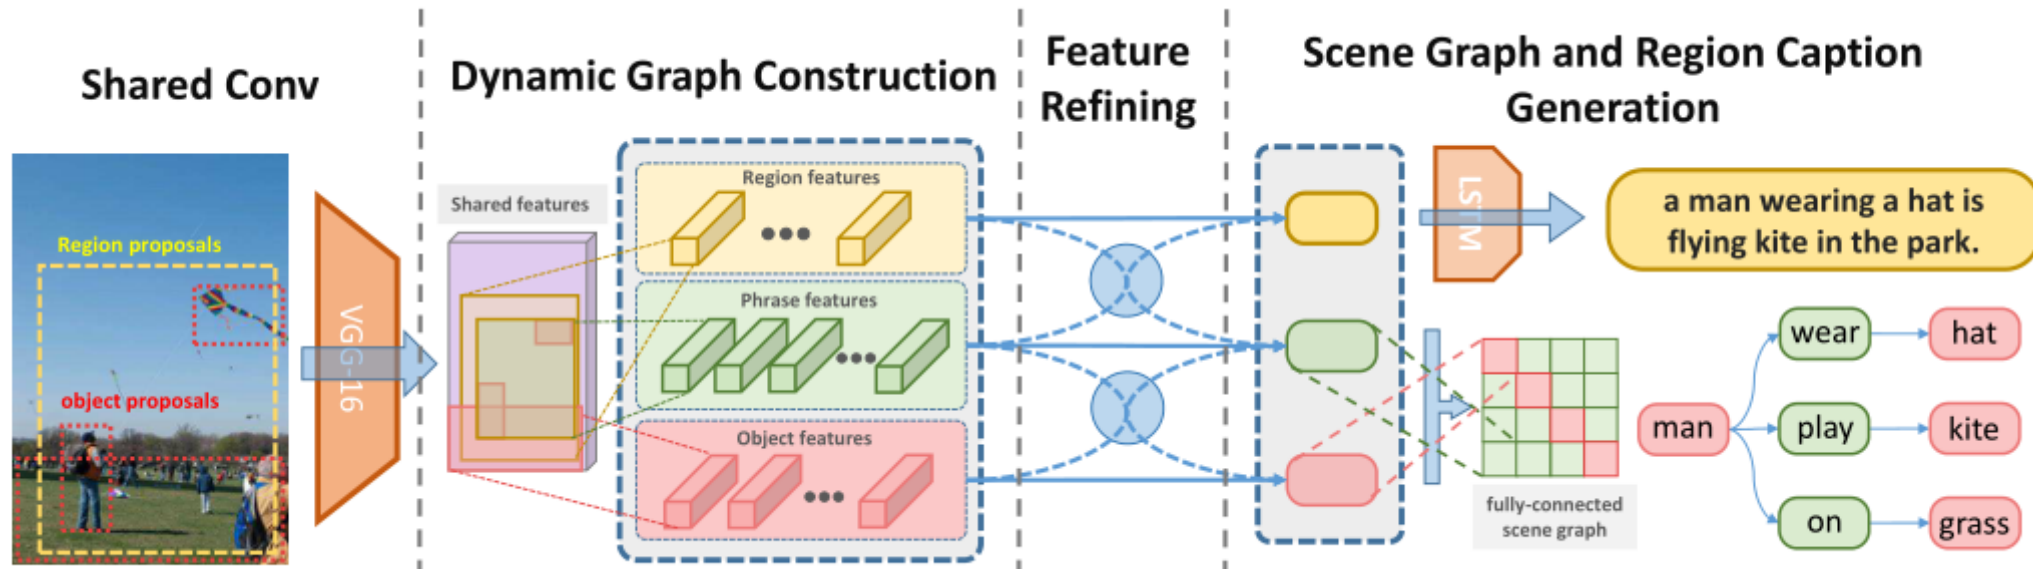 Shared Conv
Dynamic Graph Construction
Feature
Refining
Scene Graph and Region Caption
Generation
Region proposals
object proposals
VGG-16
Shared features
Region features
Phrase features
Object features
LSTM
a man wearing a hat is
flying kite in the park.
fully-connected
scene graph
man
wear
hat
play
kite
on
grass